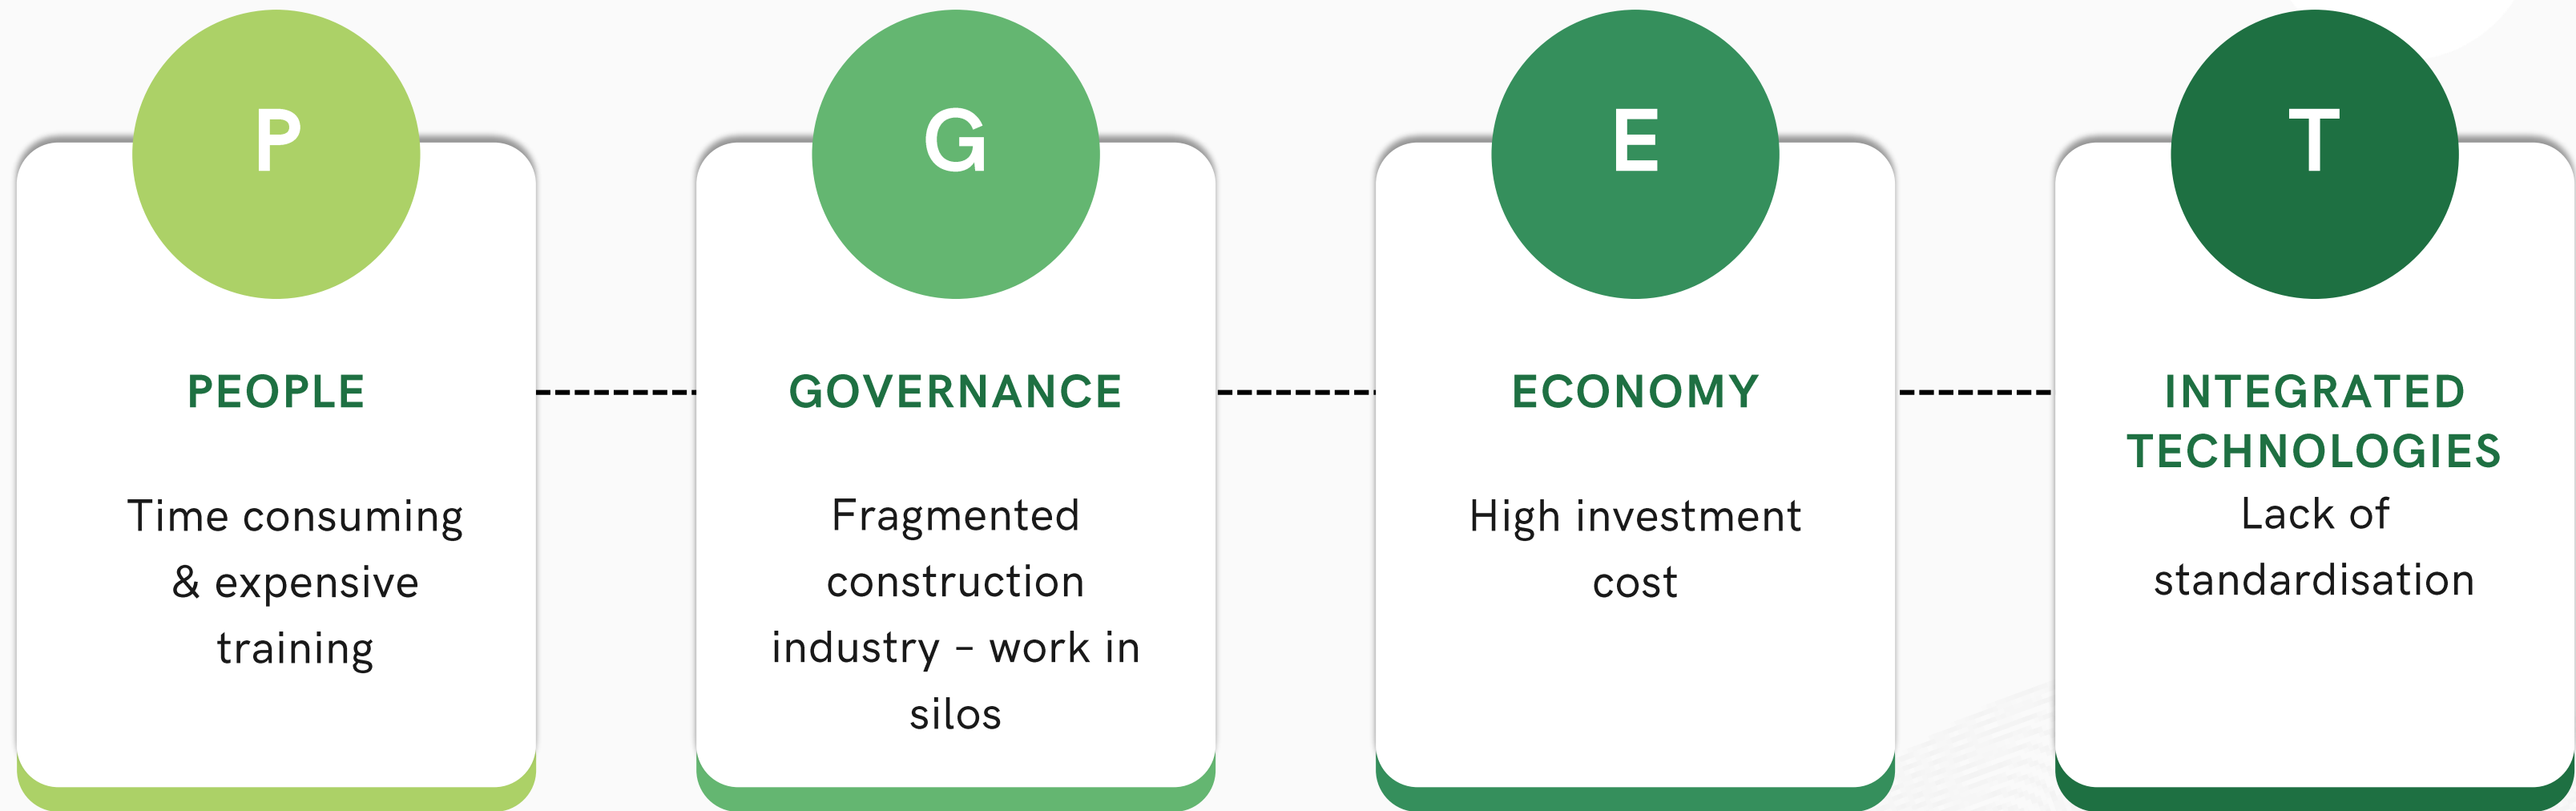 P
PEOPLE
Time consuming
& expensive
training
G
GOVERNANCE
Fragmented
construction
industry – work in
silos
E
ECONOMY
High investment
cost
T
INTEGRATED
TECHNOLOGIES
Lack of
standardisation